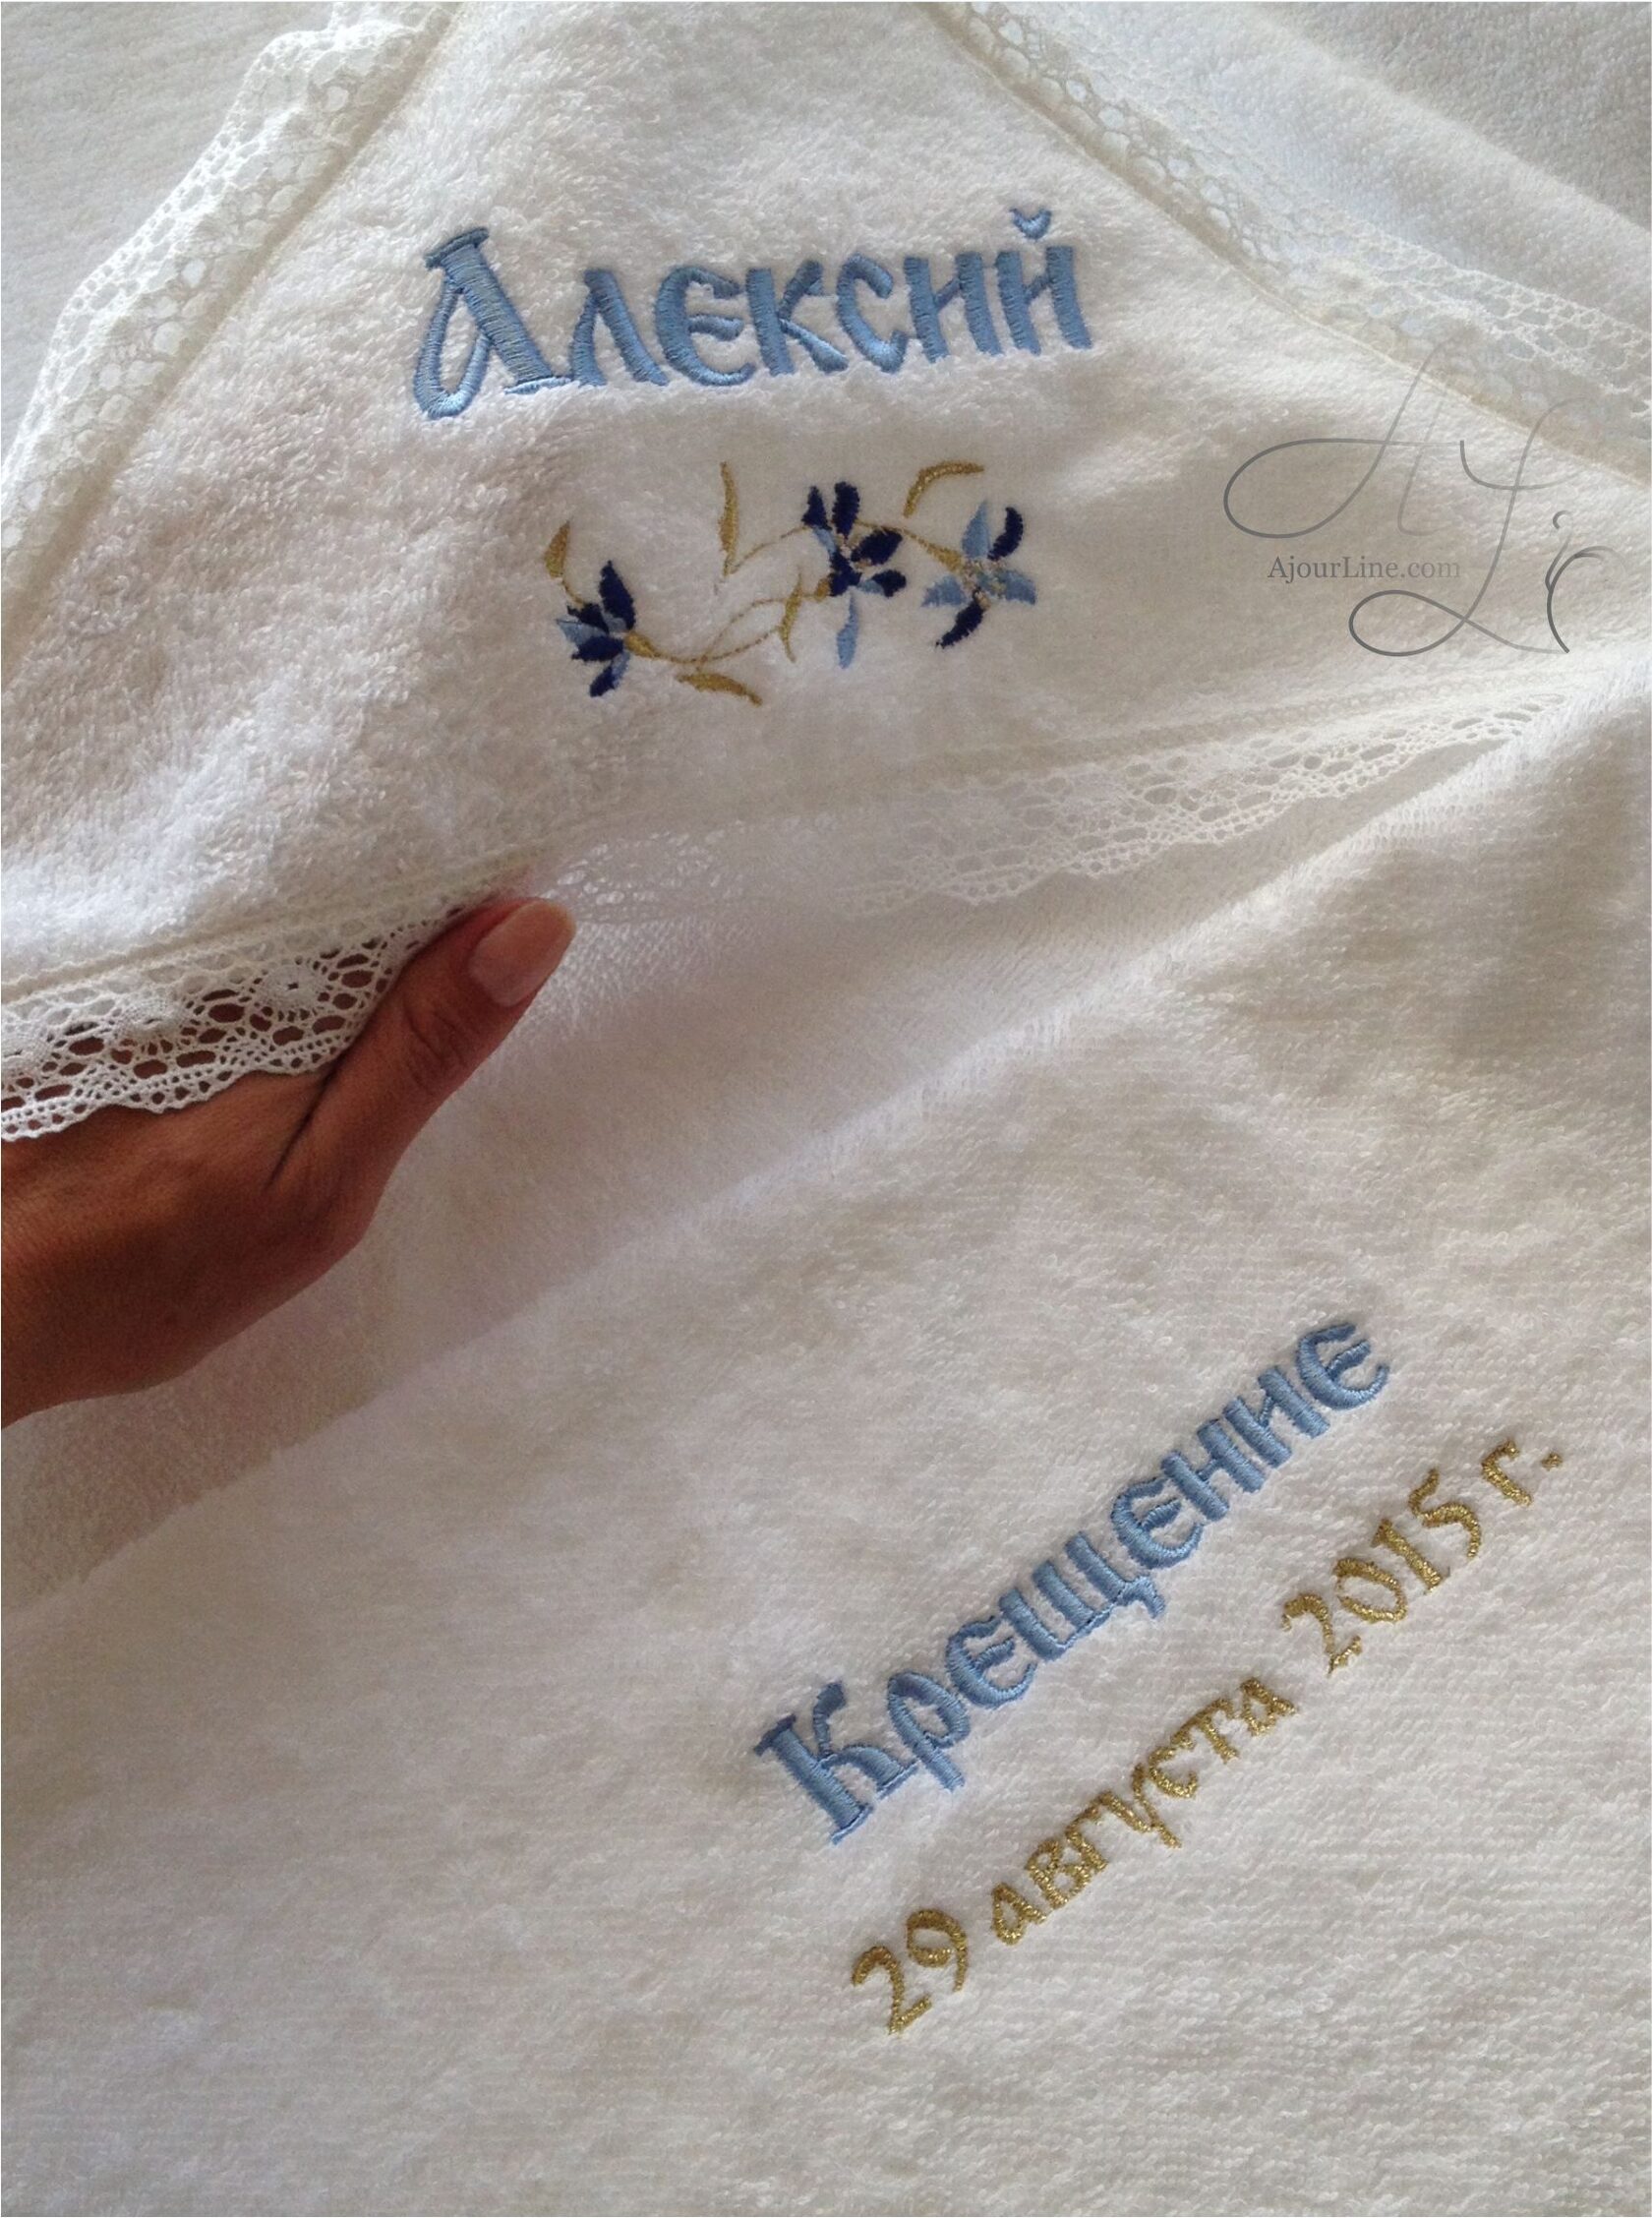 Алексий
AjourLine.com
Крещение
29 августа 2015 г.